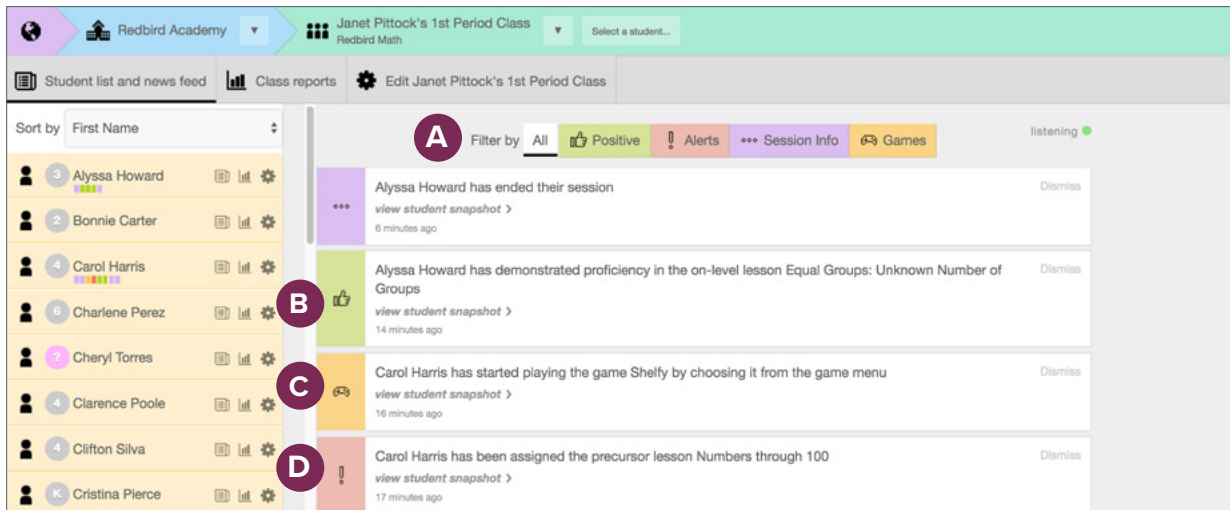 Redbird Academy
Janet Pittock's 1st Period Class
Redbird Math
Select a student...
Student list and news feed
Class reports
Edit Janet Pittock's 1st Period Class
Sort by
First Name
A
Filter by
All
Positive
Alerts
Session Info
Games
listening
3
Alyssa Howard
2
Bonnie Carter
4
Carol Harris
6
Charlene Perez
?
Cheryl Torres
4
Clarence Poole
4
Clifton Silva
K
Cristina Pierce
Alyssa Howard has ended their session
Dismiss
view student snapshot >
6 minutes ago
B
Alyssa Howard has demonstrated proficiency in the on-level lesson Equal Groups: Unknown Number of
Groups
Dismiss
view student snapshot >
14 minutes ago
C
Carol Harris has started playing the game Shelfy by choosing it from the game menu
Dismiss
view student snapshot >
16 minutes ago
D
Carol Harris has been assigned the precursor lesson Numbers through 100
Dismiss
view student snapshot >
17 minutes ago